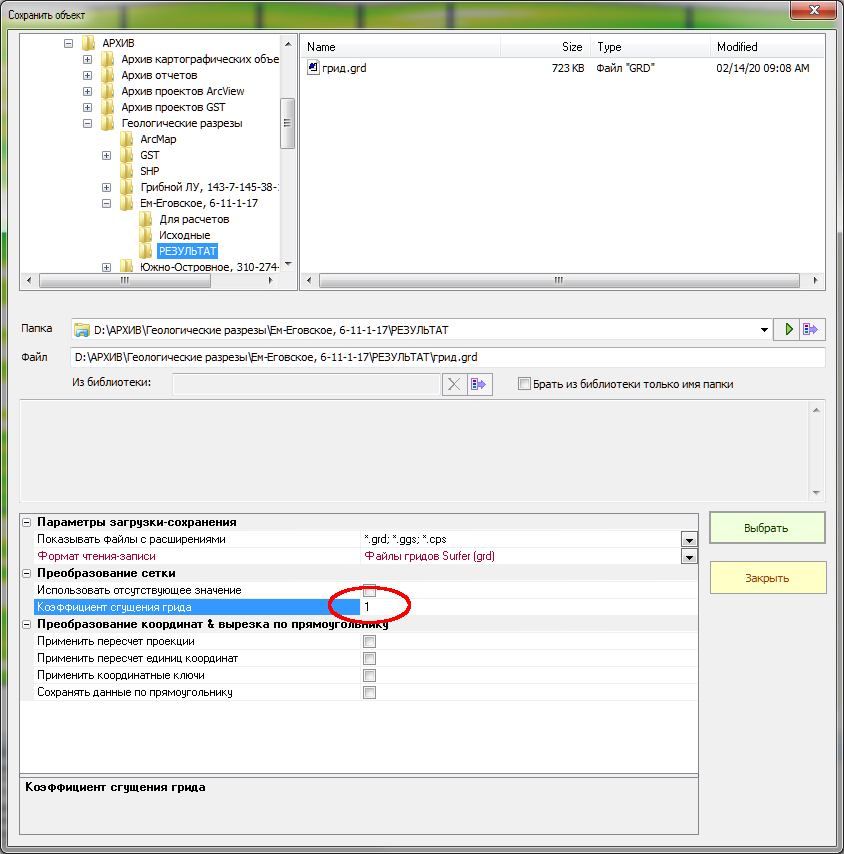 Сохранить объект
АРХИВ
Архив картографических объе
Архив отчетов
Архив проектов ArcView
Архив проектов GST
Геологические разрезы
ArcMap
GST
SHP
Грибной ЛУ, 143-7-145-38-
Ем-Еговское, 6-11-1-17
Для расчетов
Исходные
РЕЗУЛЬТАТ
Южно-Островное, 310-274-
Name Size Type Modified
грид.grd 723 KB Файл "GRD" 02/14/20 09:08 AM
Папка D:\АРХИВ\Геологические разрезы\Ем-Еговское, 6-11-1-17\РЕЗУЛЬТАТ
Файл D:\АРХИВ\Геологические разрезы\Ем-Еговское, 6-11-1-17\РЕЗУЛЬТАТ\грид.grd
Из библиотеки: Брать из библиотеки только имя папки
Параметры загрузки-сохранения
Показывать файлы с расширениями *.grd; *.ggs; *.cps
Формат чтения-записи Файлы гридов Surfer (grd)
Преобразование сетки
Использовать отсутствующее значение
Коэффициент сгущения грида 1
Преобразование координат & вырезка по прямоугольнику
Применить пересчет проекции
Применить пересчет единиц координат
Применить координатные ключи
Сохранять данные по прямоугольнику
Выбрать
Закрыть
Коэффициент сгущения грида